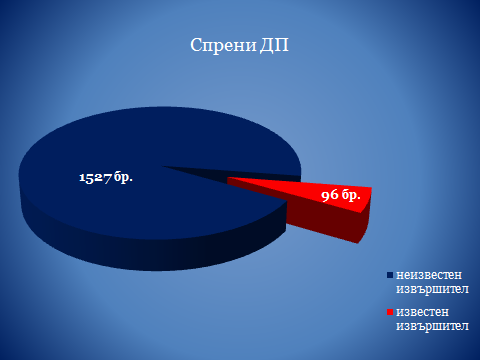 Спрени ДП
1527 бр.
96 бр.
неизвестен
извършител
известен
извършител